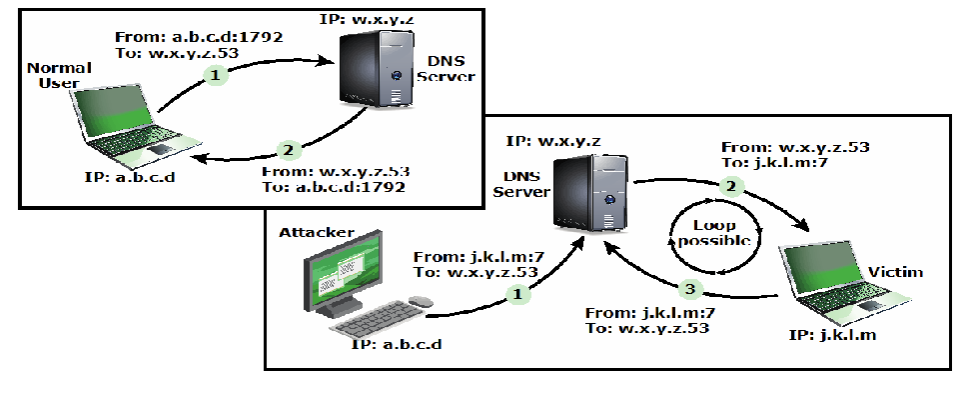 IP: w.x.y.z
From: a.b.c.d:1792
To: w.x.y.z.53
1
DNS
Server
Normal
User
2
From: w.x.y.z.53
To: a.b.c.d:1792
IP: a.b.c.d
IP: w.x.y.z
DNS
Server
From: w.x.y.z.53
To: j.k.l.m:7
2
Loop
possible
Attacker
From: j.k.l.m:7
To: w.x.y.z.53
1
Victim
3
From: j.k.l.m:7
To: w.x.y.z.53
IP: j.k.l.m
IP: a.b.c.d